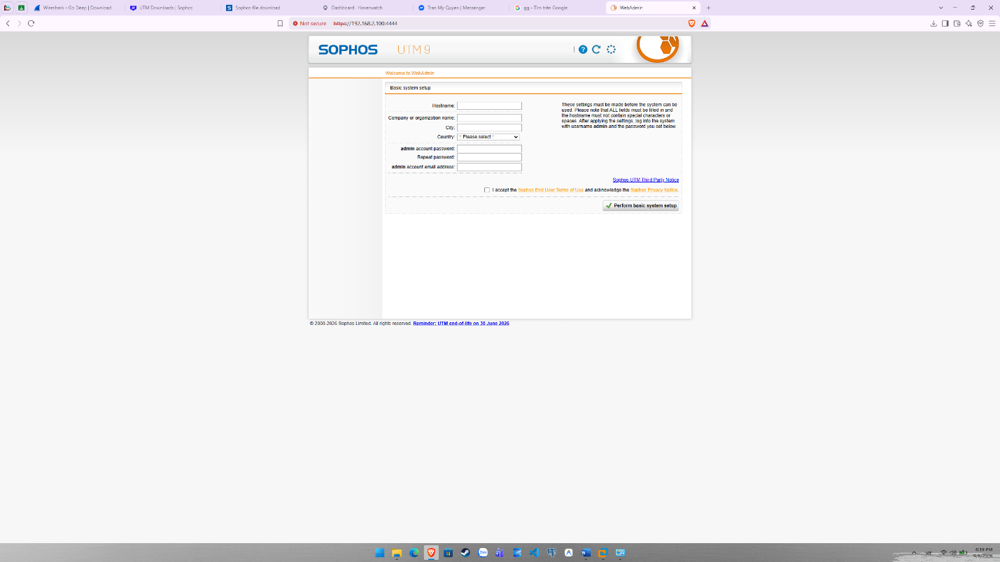 Wireshark • Go Deep | Download
UTM Downloads | Sophos
Sophos file download
Dashboard - Hoverwatch
Tran My Quyen | Messenger
gg - Tìm trên Google
WebAdmin
Not secure
https://192.168.2.100:4444
SOPHOS
UTM 9
Welcome to WebAdmin
Basic system setup
Hostname:
Company or organization name:
City:
Country:
:: Please select ::
admin account password:
Repeat password:
admin account email address:
These settings must be made before the system can be
used. Please note that ALL fields must be filled in and
the hostname must not contain special characters or
spaces. After applying the settings, log into the system
with username admin and the password you set below.
Sophos UTM Third Party Notice
I accept the Sophos End User Terms of Use and acknowledge the Sophos Privacy Notice.
Perform basic system setup
© 2000-2026 Sophos Limited. All rights reserved. Reminder: UTM end-of-life on 30 June 2026
Zalo
VIE
8:19 PM
9/8/2026